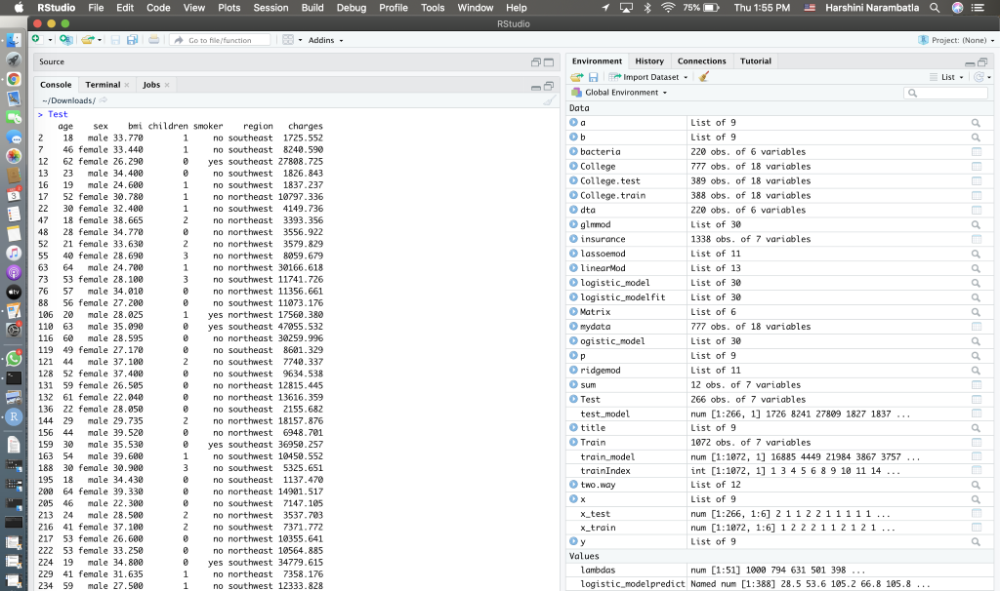 RStudio File Edit Code View Plots Session Build Debug Profile Tools Window Help 75% Thu 1:55 PM Harshini Narambatla
RStudio
Go to file/function Addins Project: (None)
Source
Console Terminal Jobs
~/Downloads/
> Test
age sex bmi children smoker region charges
2 18 male 33.770 1 no southeast 1725.552
7 46 female 33.440 1 no southeast 8240.590
12 62 female 26.290 0 yes southeast 27808.725
13 23 male 34.400 0 no southwest 1826.843
16 19 male 24.600 1 no southwest 1837.237
17 52 female 30.780 1 no northeast 10797.336
22 30 female 32.400 1 no southwest 4149.736
47 18 female 38.665 2 no northeast 3393.356
48 28 female 34.770 0 no northwest 3556.922
52 21 female 33.630 2 no northwest 3579.829
55 40 female 28.690 3 no northwest 8059.679
63 64 male 24.700 1 no northwest 30166.618
73 53 female 28.100 3 no southwest 11741.726
76 57 male 34.010 0 no northwest 11356.661
88 56 female 27.200 0 no southwest 11073.176
106 20 male 28.025 1 yes northwest 17560.380
110 63 male 35.090 0 yes southeast 47055.532
116 60 male 28.595 0 no northeast 30259.996
119 49 female 27.170 0 no southeast 8601.329
121 44 male 37.100 2 no southwest 7740.337
128 52 female 37.400 0 no southwest 9634.538
131 59 female 26.505 0 no northeast 12815.445
132 61 female 22.040 0 no northeast 13616.359
136 22 female 28.050 0 no southeast 2155.682
144 29 male 29.735 2 no northwest 18157.876
156 44 male 39.520 0 no northwest 6948.701
159 30 male 35.530 0 yes southeast 36950.257
163 54 male 39.600 1 no southwest 10450.552
188 30 female 30.900 3 no southwest 5325.651
195 18 male 34.430 0 no southeast 1137.470
200 64 female 39.330 0 no northeast 14901.517
205 46 male 22.300 0 no southwest 7147.105
213 24 male 28.500 2 no northwest 3537.703
216 41 female 37.100 2 no southwest 7371.772
217 53 female 26.600 0 no northwest 10355.641
222 53 female 33.250 0 no northeast 10564.885
224 19 male 34.800 0 yes southwest 34779.615
229 41 female 31.635 1 no northeast 7358.176
234 59 male 27.500 1 no southwest 12333.828
Environment History Connections Tutorial
Import Dataset List
Global Environment
Data
a List of 9
b List of 9
bacteria 220 obs. of 6 variables
College 777 obs. of 18 variables
College.test 389 obs. of 18 variables
College.train 388 obs. of 18 variables
dta 220 obs. of 6 variables
glmmod List of 30
insurance 1338 obs. of 7 variables
lassoemod List of 11
linearMod List of 13
logistic_model List of 30
logistic_modelfit List of 30
Matrix List of 6
mydata 777 obs. of 18 variables
ogistic_model List of 30
p List of 9
ridgemod List of 11
sum 12 obs. of 7 variables
Test 266 obs. of 7 variables
test_model num [1:266, 1] 1726 8241 27809 1827 1837 ...
title List of 9
Train 1072 obs. of 7 variables
train_model num [1:1072, 1] 16885 4449 21984 3867 3757 ...
trainIndex int [1:1072, 1] 1 3 4 5 6 8 9 10 11 14 ...
two.way List of 12
x List of 9
x_test num [1:266, 1:6] 2 1 1 2 2 1 1 1 1 1 ...
x_train num [1:1072, 1:6] 1 2 2 2 1 1 2 1 2 1 ...
y List of 9
Values
lambdas num [1:51] 1000 794 631 501 398 ...
logistic_modelpredict Named num [1:388] 28.5 53.6 105.2 66.8 105.8 ...